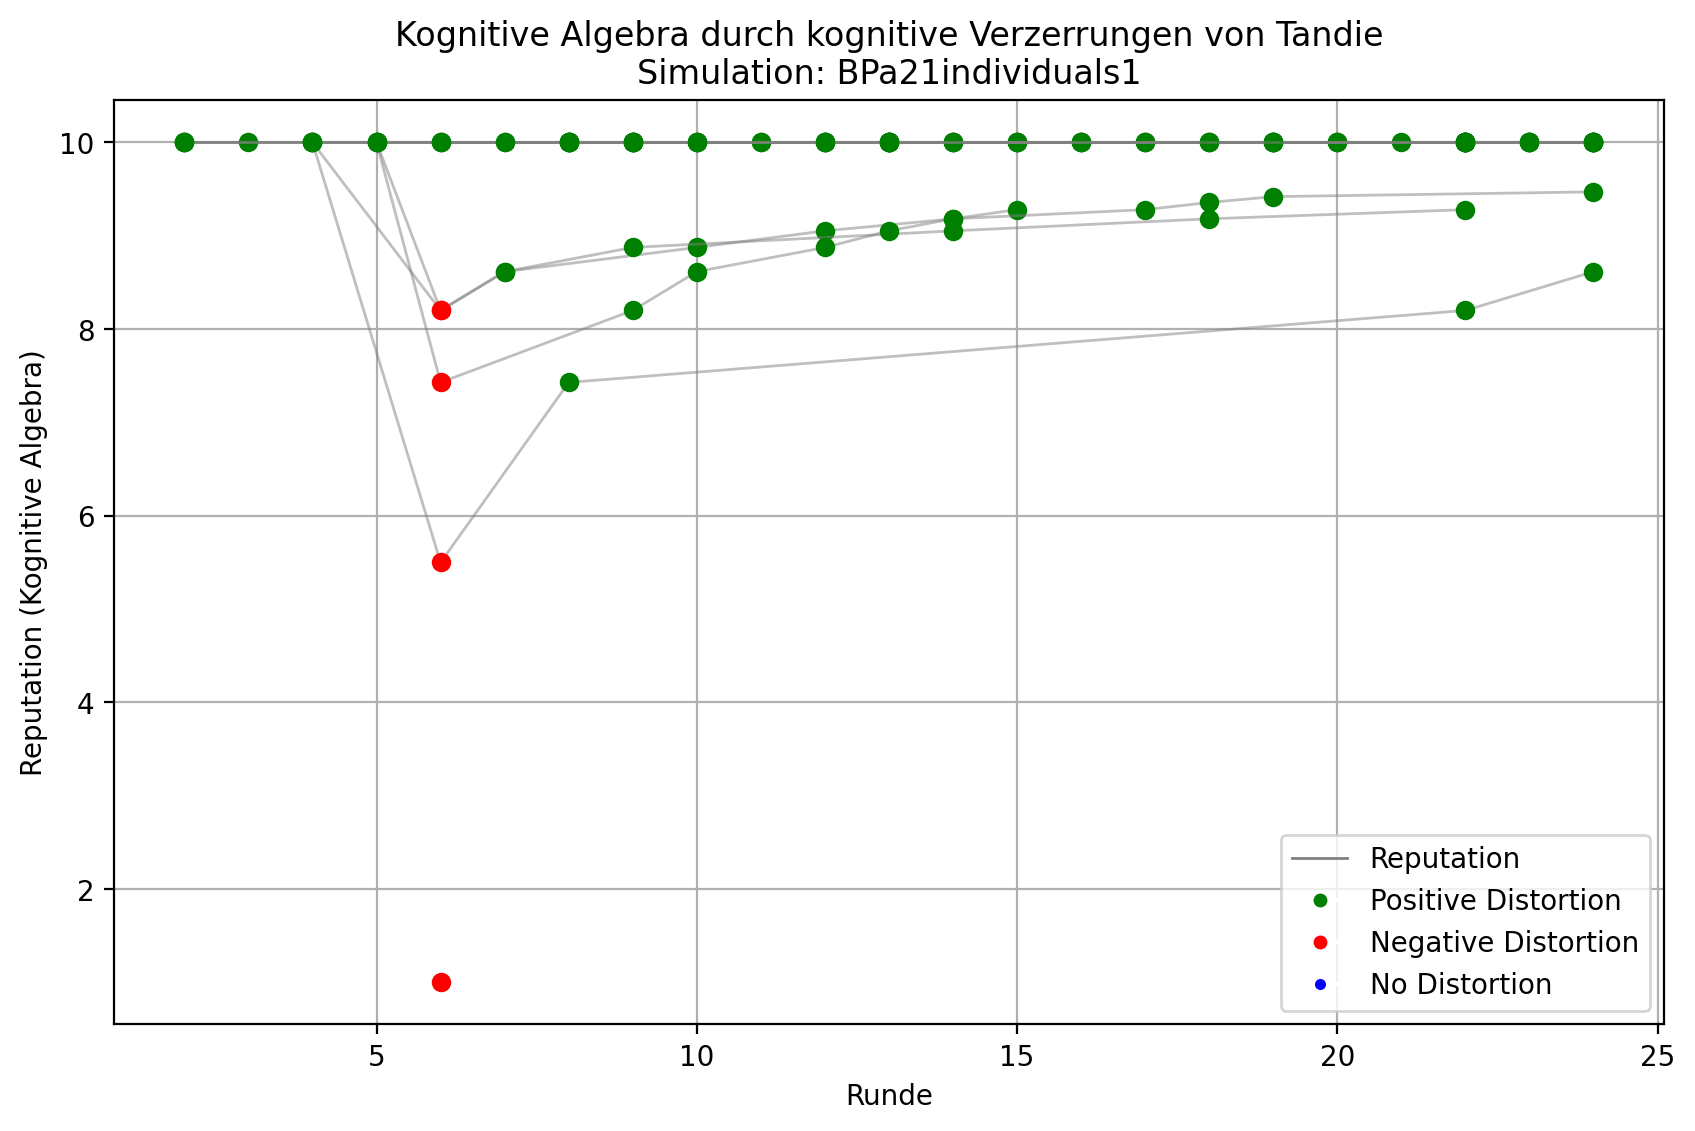 Kognitive Algebra durch kognitive Verzerrungen von Tandie
Simulation: BPa21individuals1
Reputation (Kognitive Algebra)
10
8
6
4
2
5
10
15
20
25
Runde
Reputation
Positive Distortion
Negative Distortion
No Distortion